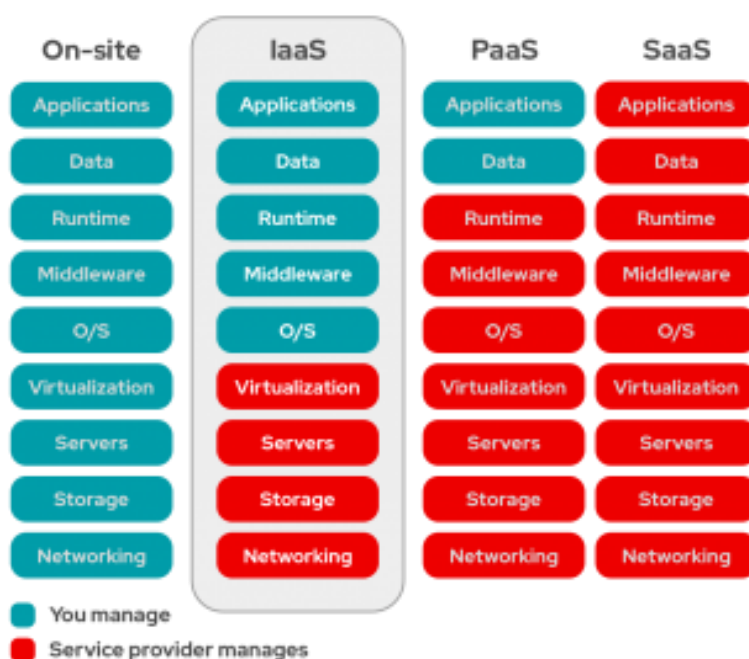 On-site IaaS PaaS SaaS
Applications Applications Applications Applications
Data Data Data Data
Runtime Runtime Runtime Runtime
Middleware Middleware Middleware Middleware
O/S O/S O/S O/S
Virtualization Virtualization Virtualization Virtualization
Servers Servers Servers Servers
Storage Storage Storage Storage
Networking Networking Networking Networking
You manage
Service provider manages